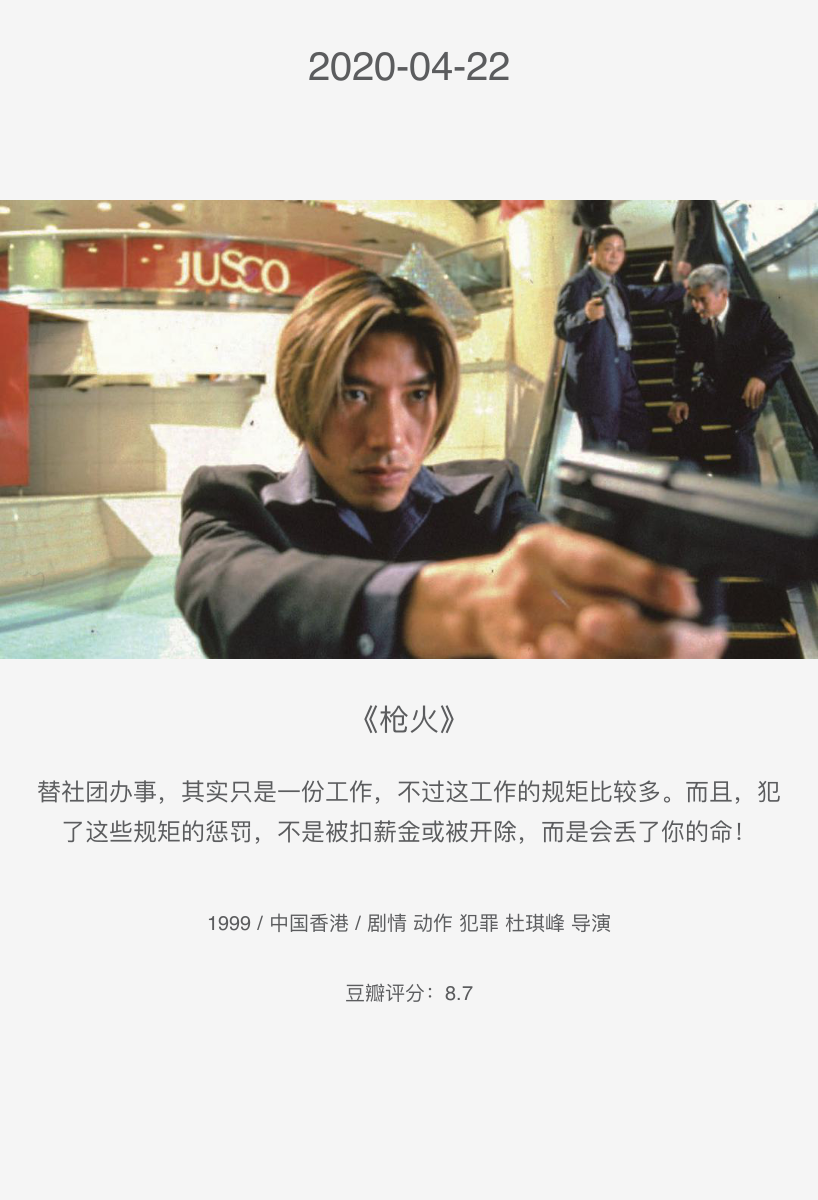 2020-04-22
JUSCO
《枪火》
替社团办事，其实只是一份工作，不过这工作的规矩比较多。而且，犯
了这些规矩的惩罚，不是被扣薪金或被开除，而是会丢了你的命！
1999 / 中国香港 / 剧情 动作 犯罪 杜琪峰 导演
豆瓣评分：8.7